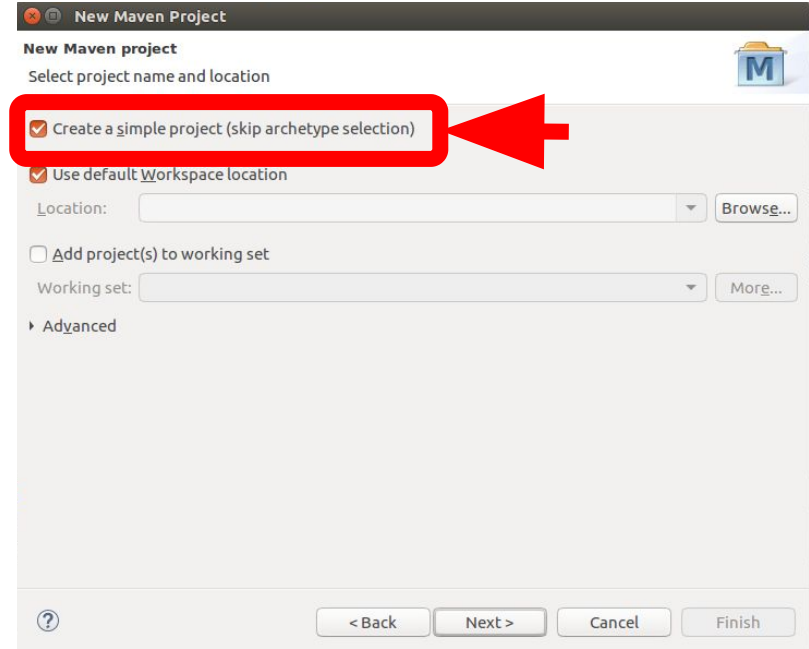 New Maven Project
New Maven project
Select project name and location
M
Create a simple project (skip archetype selection)
Use default Workspace location
Location:
Browse...
Add project(s) to working set
Working set:
More...
Advanced
?
< Back
Next >
Cancel
Finish